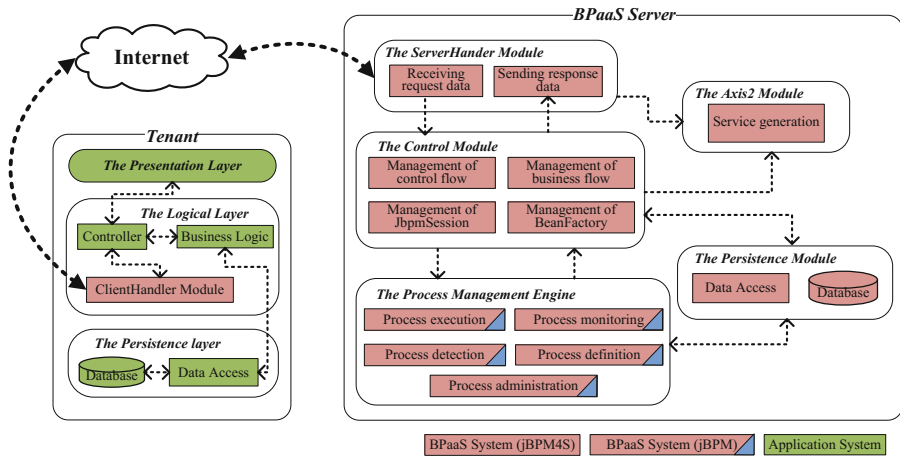 BPaaS Server
Internet
The ServerHander Module
Receiving
request data
Sending response
data
The Axis2 Module
Service generation
Tenant
The Presentation Layer
The Logical Layer
Controller
Business Logic
ClientHandler Module
The Persistence layer
Database
Data Access
The Control Module
Management of
control flow
Management of
business flow
Management of
JbpmSession
Management of
BeanFactory
The Persistence Module
Data Access
Database
The Process Management Engine
Process execution
Process monitoring
Process detection
Process definition
Process administration
BPaaS System (jBPM4S)
BPaaS System (jBPM)
Application System